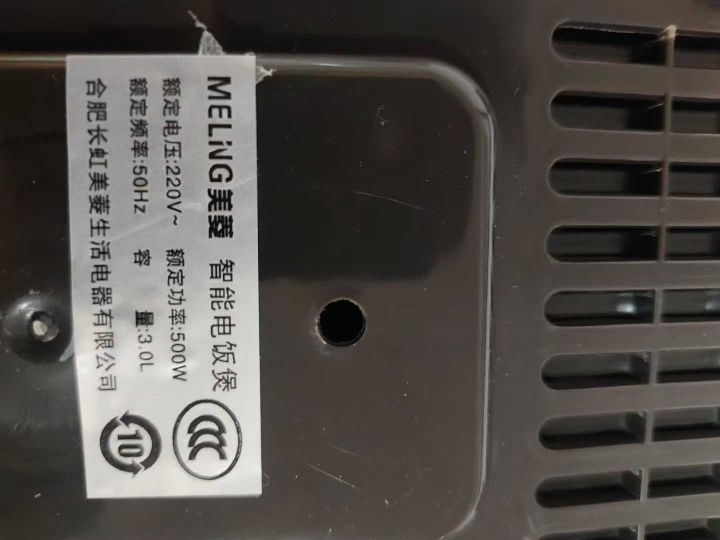 MELiNG美菱 智能电饭煲
额定电压:220V~ 额定功率:500W
额定频率:50Hz 容 量:3.0L
合肥长虹美菱生活电器有限公司
CCC
10